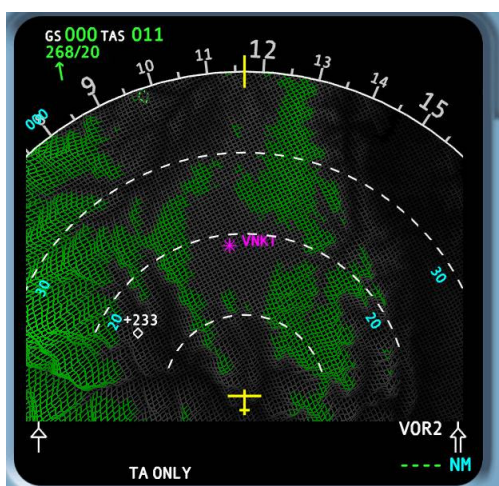 GS 000 TAS 011
268/20
9 10 11 12 13 14 15
VNKT
30 30
20 20
+233
VOR2
---- NM
TA ONLY